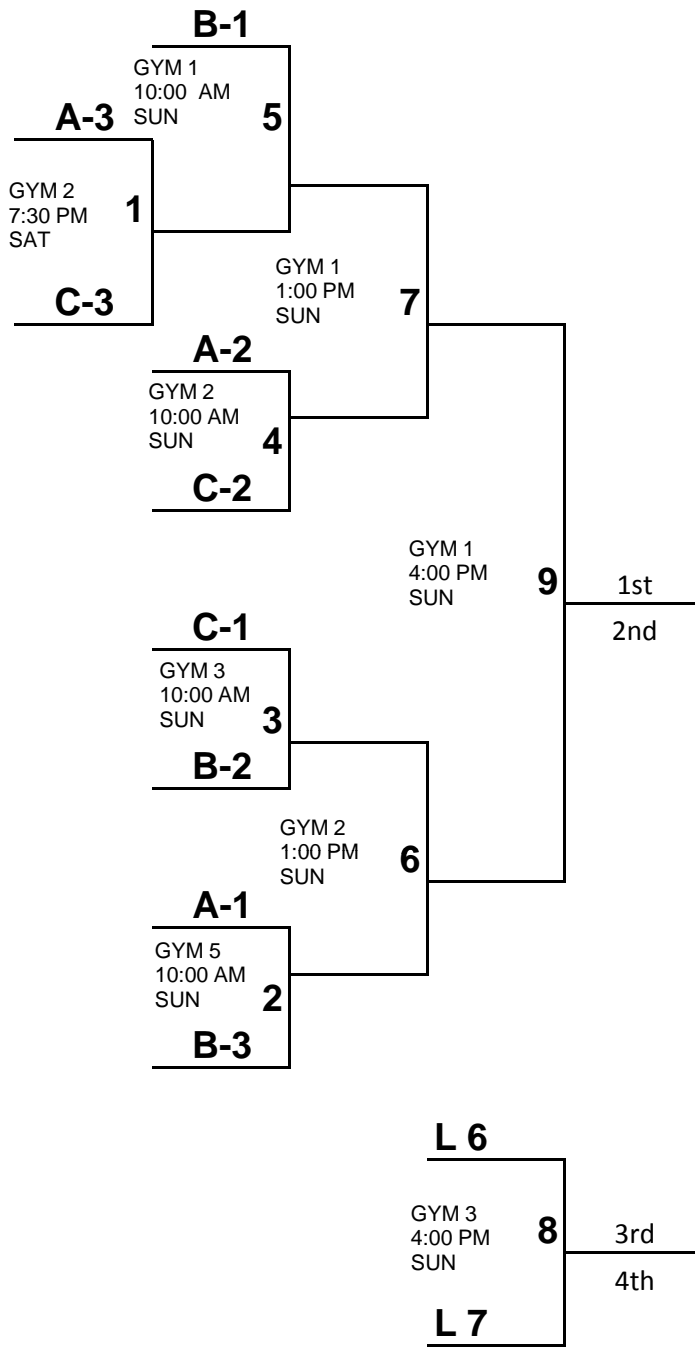 B-1
GYM 1
10:00 AM
SUN
5
A-3
GYM 2
7:30 PM
SAT
1
C-3
GYM 1
1:00 PM
SUN
7
A-2
GYM 2
10:00 AM
SUN
4
C-2
GYM 1
4:00 PM
SUN
9
1st
2nd
C-1
GYM 3
10:00 AM
SUN
3
B-2
GYM 2
1:00 PM
SUN
6
A-1
GYM 5
10:00 AM
SUN
2
B-3
L 6
GYM 3
4:00 PM
SUN
8
3rd
4th
L 7